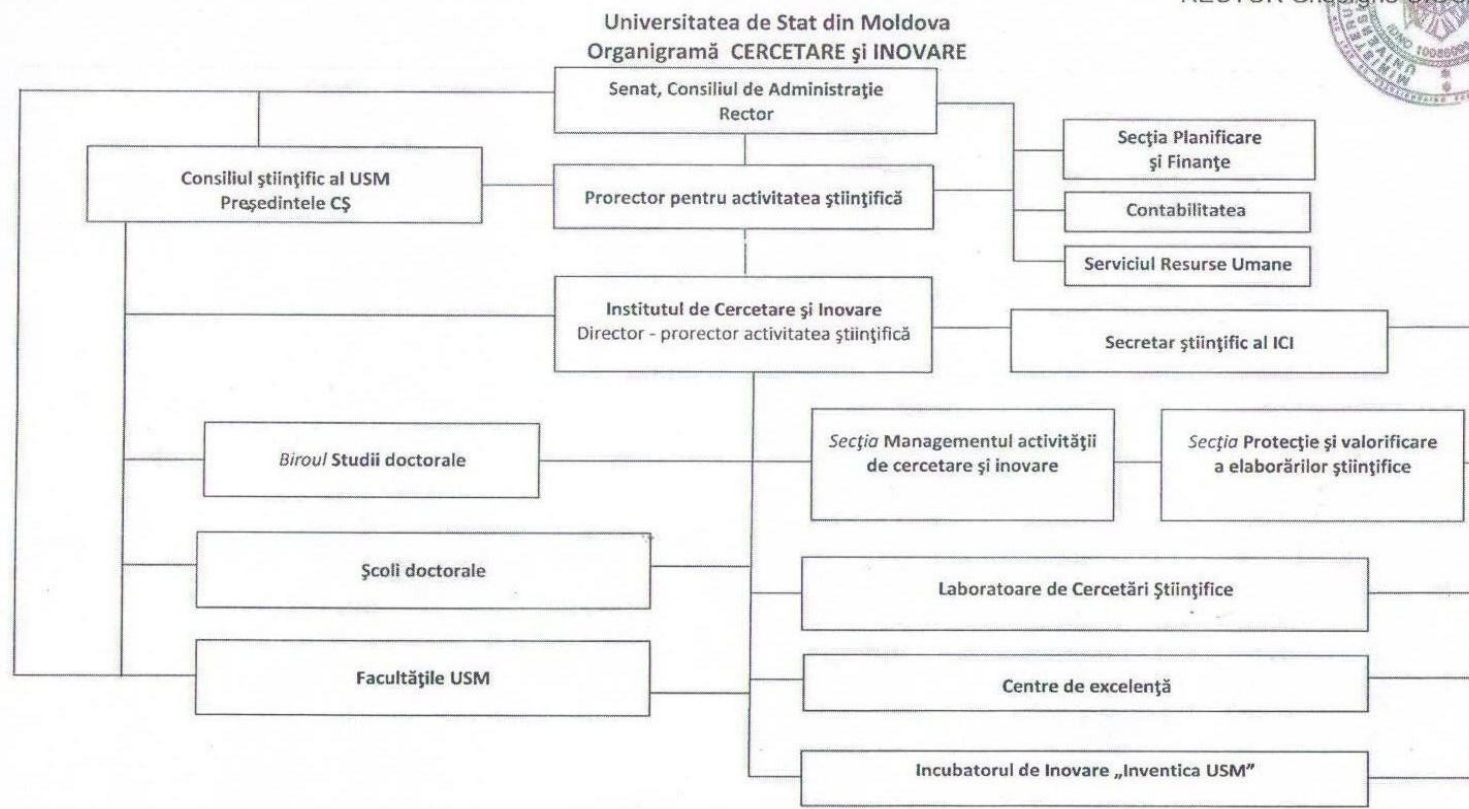 RECTOR Gheorghe
Universitatea de Stat din Moldova
Organigramă CERCETARE şi INOVARE
Senat, Consiliul de Administraţie
Rector
Secţia Planificare
şi Finanţe
Consiliul ştiinţific al USM
Preşedintele CŞ
Prorector pentru activitatea ştiinţifică
Contabilitatea
Serviciul Resurse Umane
Institutul de Cercetare şi Inovare
Director - prorector activitatea ştiinţifică
Secretar ştiinţific al ICI
Biroul Studii doctorale
Secţia Managementul activităţii
de cercetare şi inovare
Secţia Protecţie şi valorificare
a elaborărilor ştiinţifice
Şcoli doctorale
Laboratoare de Cercetări Ştiinţifice
Facultăţile USM
Centre de excelenţă
Incubatorul de Inovare „Inventica USM”